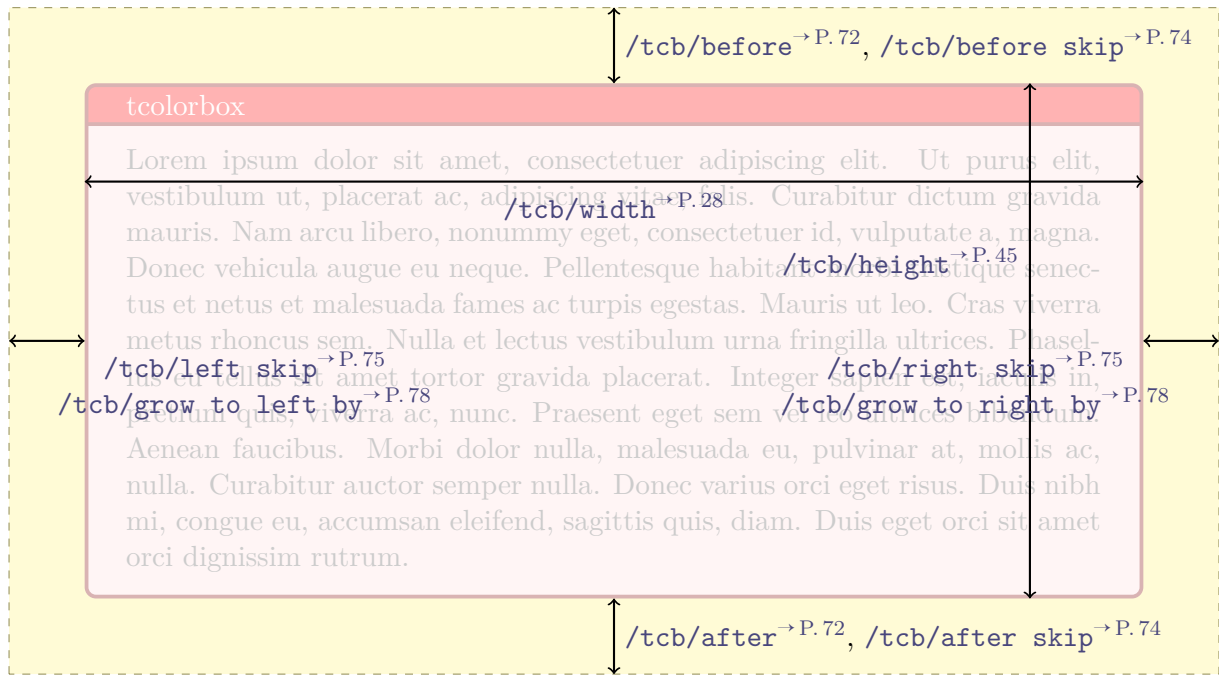 /tcb/before→P. 72, /tcb/before skip→P. 74
tcolorbox
Lorem ipsum dolor sit amet, consectetuer adipiscing elit. Ut purus elit,
vestibulum ut, placerat ac, adipiscing vitae, felis. Curabitur dictum gravida
/tcb/width→P. 28
mauris. Nam arcu libero, nonummy eget, consectetuer id, vulputate a, magna.
Donec vehicula augue eu neque. Pellentesque habitant morbi tristique senec-
/tcb/height→P. 45
tus et netus et malesuada fames ac turpis egestas. Mauris ut leo. Cras viverra
metus rhoncus sem. Nulla et lectus vestibulum urna fringilla ultrices. Phasel-
/tcb/left skip→P. 75
/tcb/right skip→P. 75
lus eu tellus sit amet tortor gravida placerat. Integer sapien est, iaculis in,
/tcb/grow to left by→P. 78
/tcb/grow to right by→P. 78
pretium quis, viverra ac, nunc. Praesent eget sem vel leo ultrices bibendum.
Aenean faucibus. Morbi dolor nulla, malesuada eu, pulvinar at, mollis ac,
nulla. Curabitur auctor semper nulla. Donec varius orci eget risus. Duis nibh
mi, congue eu, accumsan eleifend, sagittis quis, diam. Duis eget orci sit amet
orci dignissim rutrum.
/tcb/after→P. 72, /tcb/after skip→P. 74